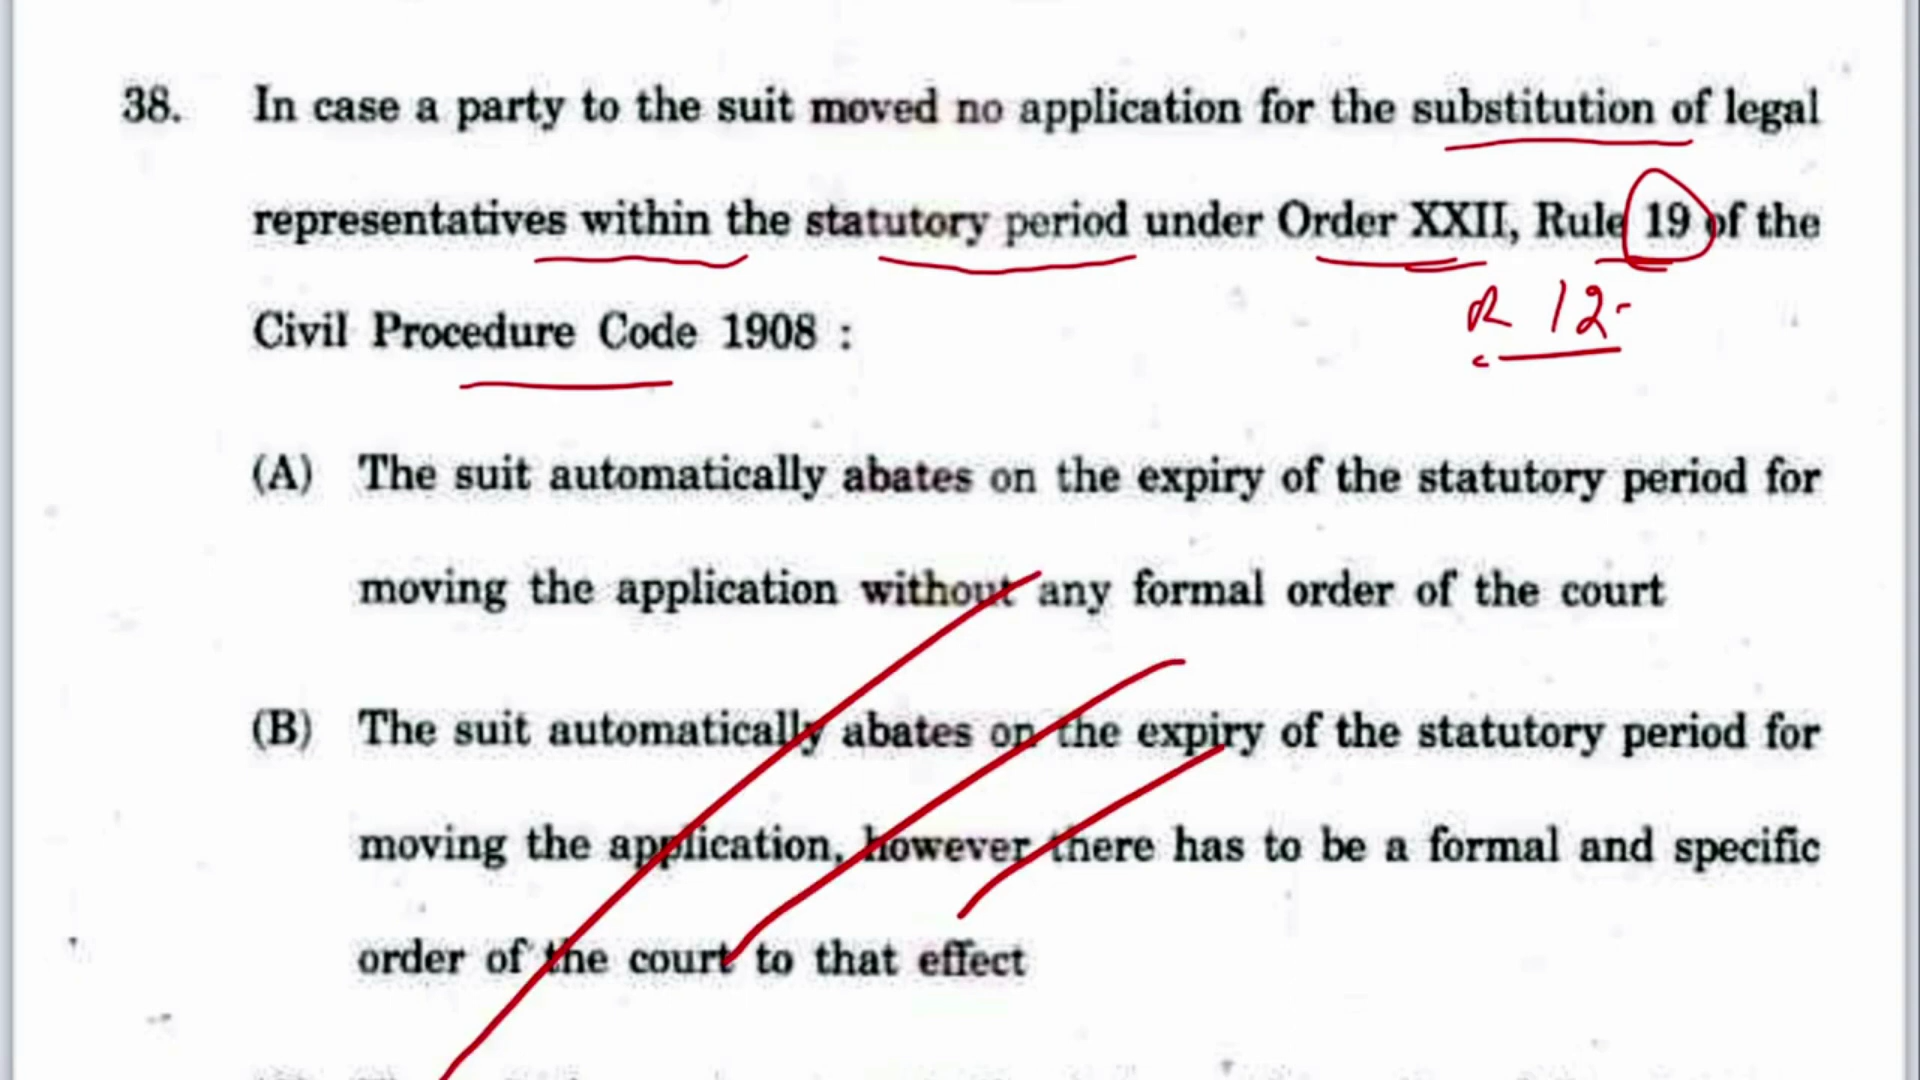 38. In case a party to the suit moved no application for the substitution of legal
representatives within the statutory period under Order XXII, Rule 19 of the
R 12
Civil Procedure Code 1908 :
(A) The suit automatically abates on the expiry of the statutory period for
moving the application without any formal order of the court
(B) The suit automatically abates on the expiry of the statutory period for
moving the application, however there has to be a formal and specific
order of the court to that effect